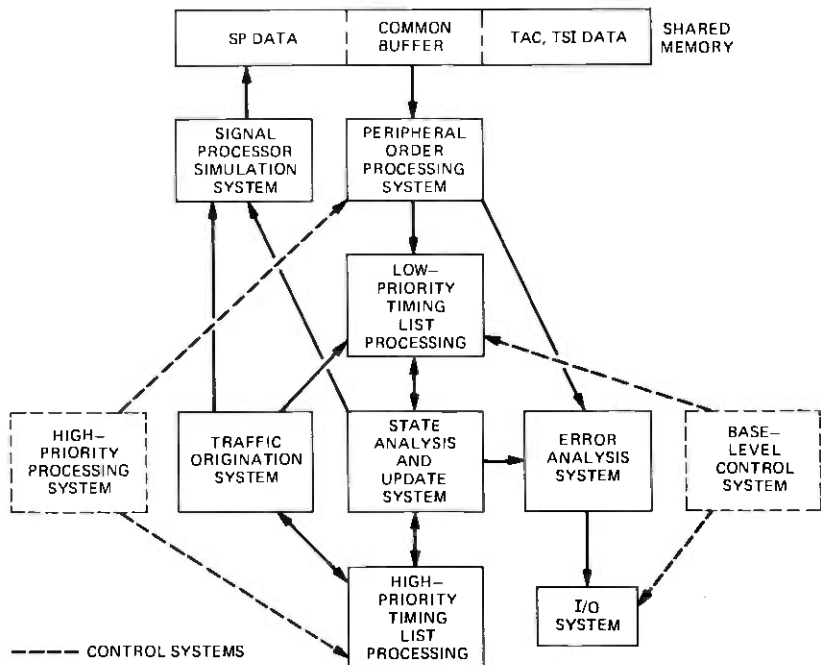 SP DATA
COMMON
BUFFER
TAC, TSI DATA
SHARED
MEMORY
SIGNAL
PROCESSOR
SIMULATION
SYSTEM
PERIPHERAL
ORDER
PROCESSING
SYSTEM
LOW–
PRIORITY
TIMING
LIST
PROCESSING
HIGH–
PRIORITY
PROCESSING
SYSTEM
TRAFFIC
ORIGINATION
SYSTEM
STATE
ANALYSIS
AND
UPDATE
SYSTEM
ERROR
ANALYSIS
SYSTEM
BASE–
LEVEL
CONTROL
SYSTEM
HIGH–
PRIORITY
TIMING
LIST
PROCESSING
I/O
SYSTEM
CONTROL SYSTEMS